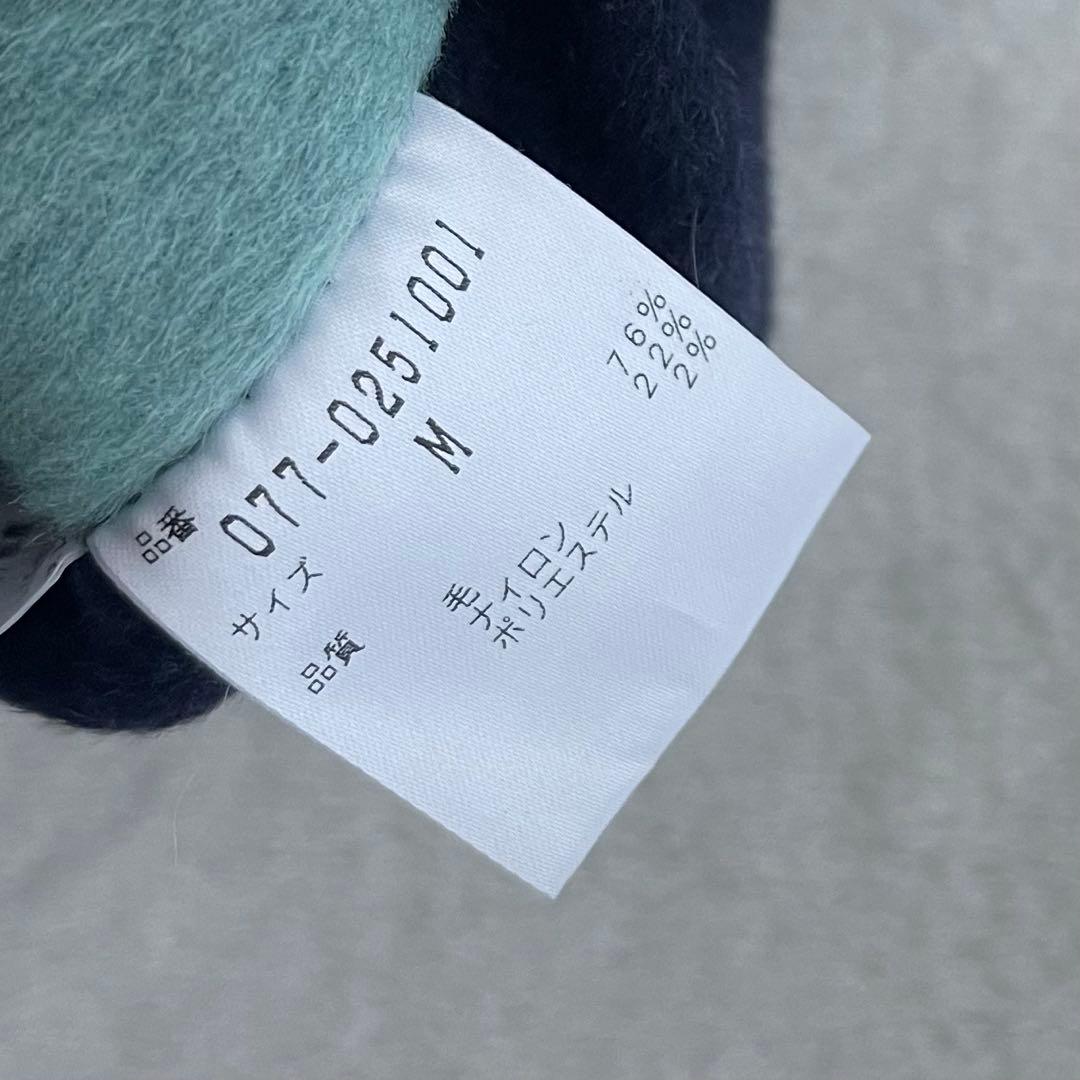 品番 077-0251001
サイズ M
品質 毛 76%
ナイロン 22%
ポリエステル 2%